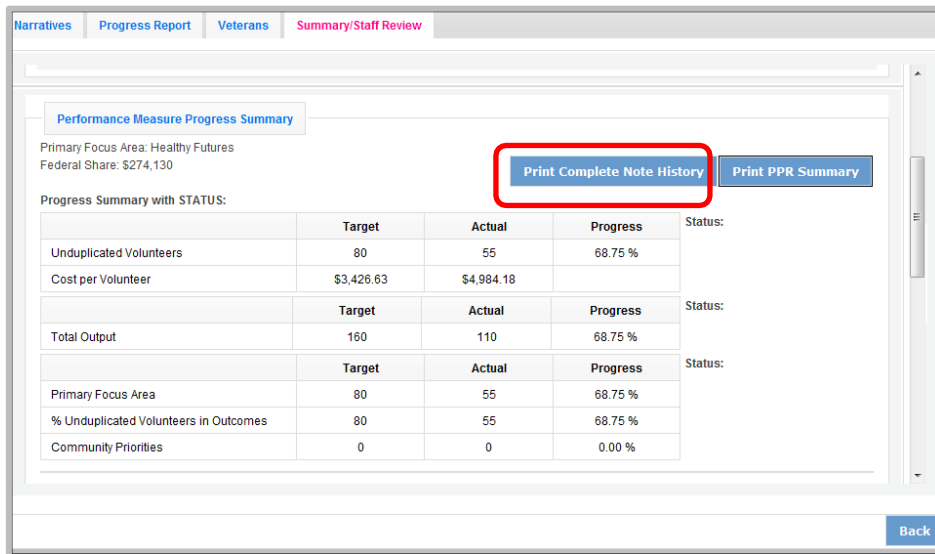 Narratives Progress Report Veterans Summary/Staff Review
Performance Measure Progress Summary
Primary Focus Area: Healthy Futures
Federal Share: $274,130
Print Complete Note History Print PPR Summary
Progress Summary with STATUS:
Target Actual Progress Status:
Unduplicated Volunteers 80 55 68.75 %
Cost per Volunteer $3,426.63 $4,984.18
Target Actual Progress Status:
Total Output 160 110 68.75 %
Target Actual Progress Status:
Primary Focus Area 80 55 68.75 %
% Unduplicated Volunteers in Outcomes 80 55 68.75 %
Community Priorities 0 0 0.00 %
Back